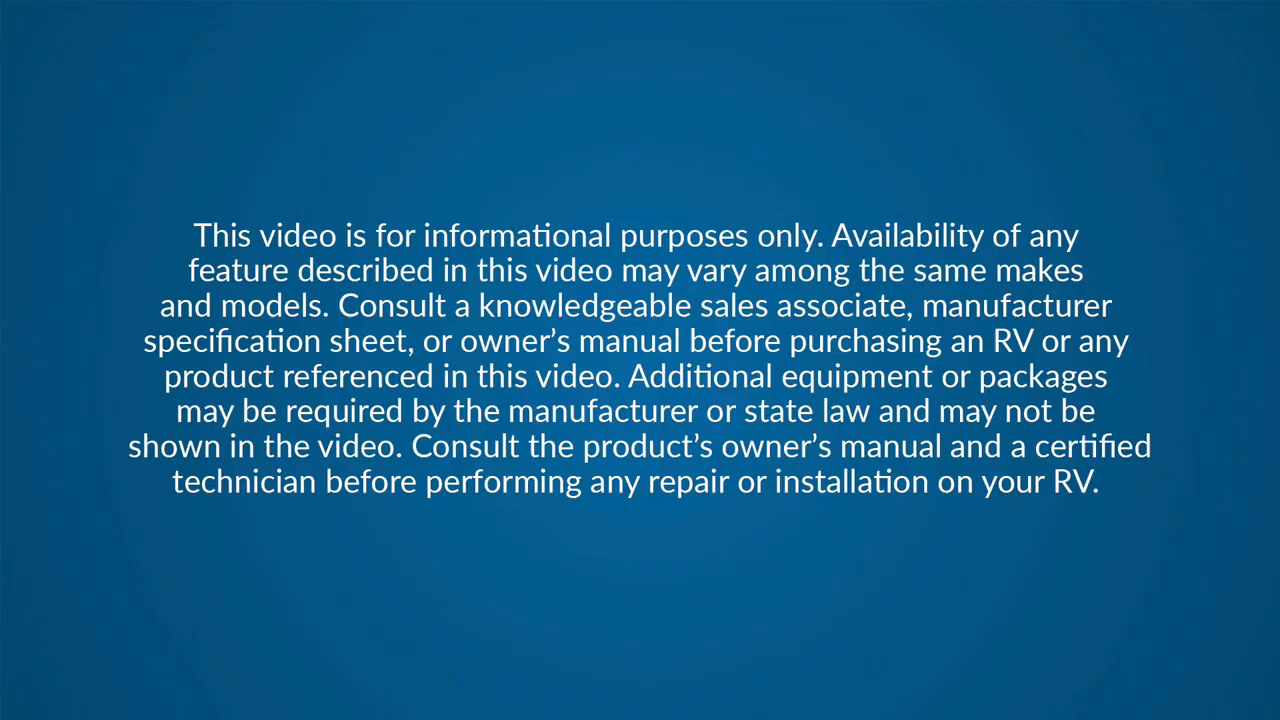 This video is for informational purposes only. Availability of any
feature described in this video may vary among the same makes
and models. Consult a knowledgeable sales associate, manufacturer
specification sheet, or owner’s manual before purchasing an RV or any
product referenced in this video. Additional equipment or packages
may be required by the manufacturer or state law and may not be
shown in the video. Consult the product’s owner’s manual and a certified
technician before performing any repair or installation on your RV.